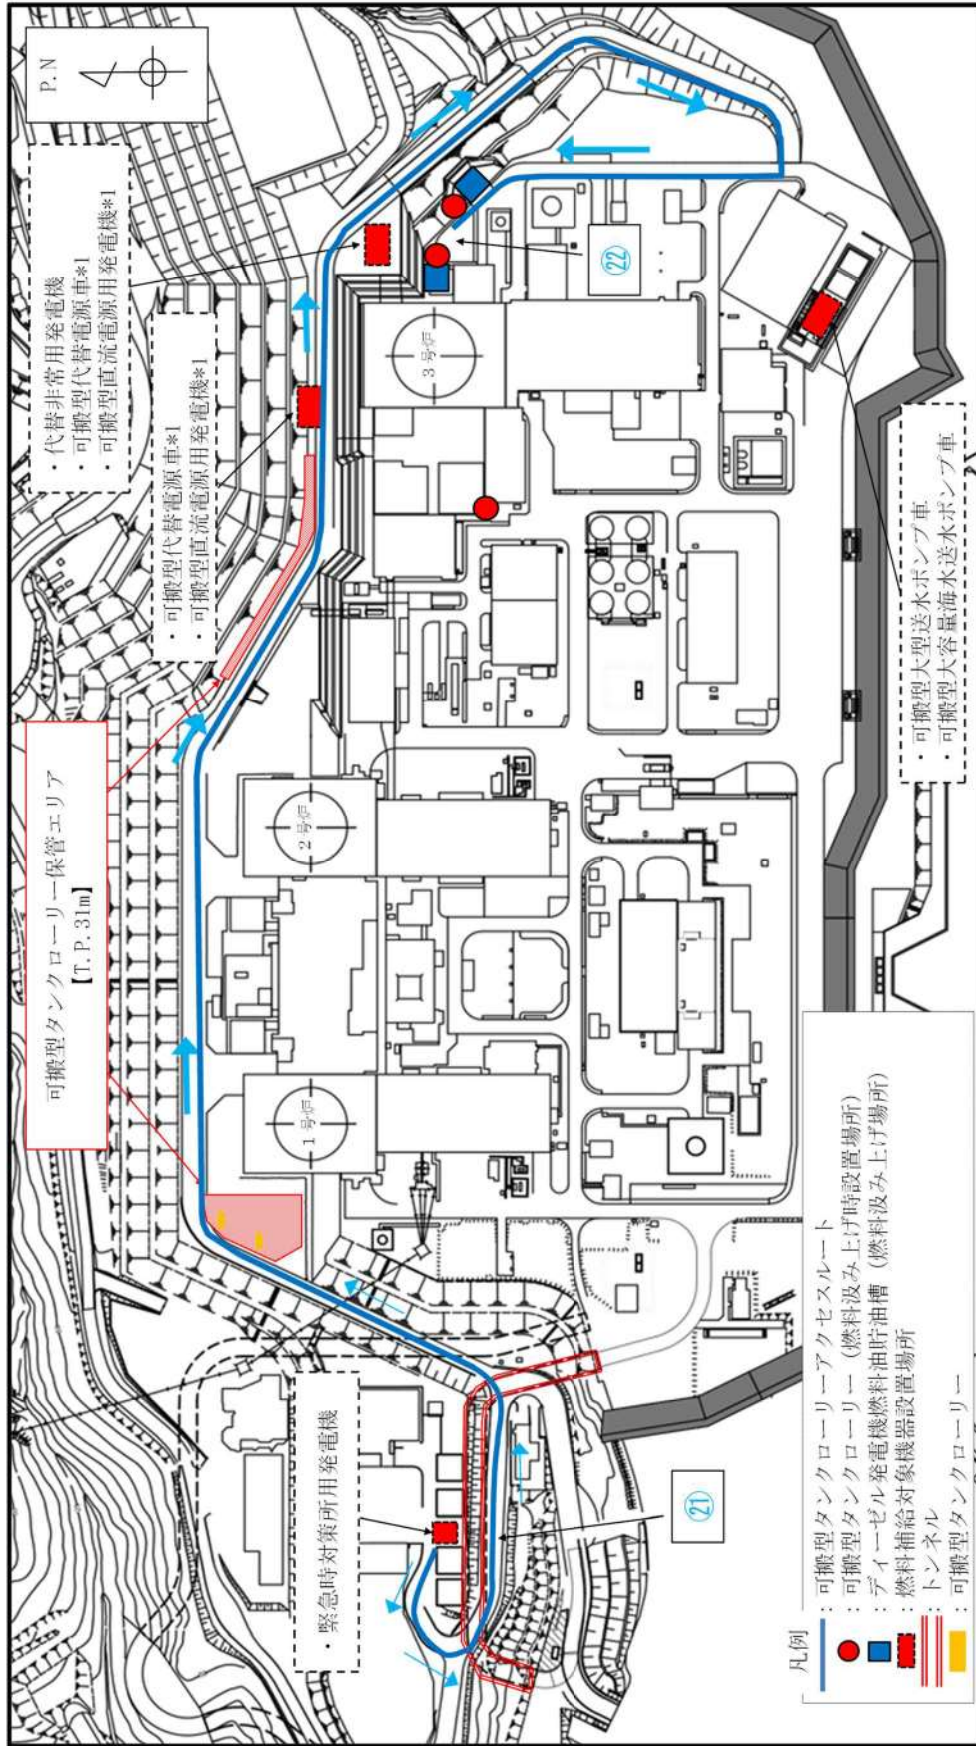 P.N
・代替非常用発電機
・可搬型代替電源車*1
・可搬型直流電源用発電機*1
・可搬型代替電源車*1
・可搬型直流電源用発電機*1
可搬型タンクローリー保管エリア
【T.P.31m】
・緊急時対策所用発電機
1号炉
2号炉
3号炉
㉑
㉒
・可搬型大型送水ポンプ車
・可搬型大容量海水送水ポンプ車
凡例
：可搬型タンクローリーアクセスルート
：可搬型タンクローリー（燃料汲み上げ時設置場所）
：ディーゼル発電機燃料油貯油槽（燃料汲み上げ場所）
：燃料補給対象機器設置場所
：トンネル
：可搬型タンクローリー